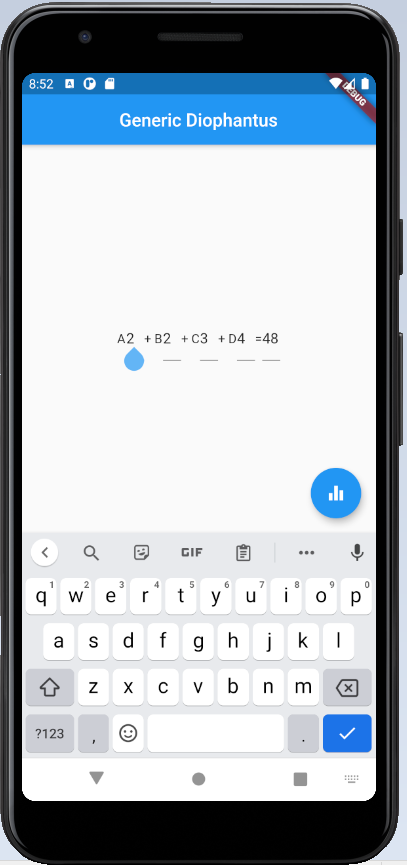 8:52
DEBUG
Generic Diophantus
A2 + B2 + C3 + D4 =48
GIF
q1 w2 e3 r4 t5 y6 u7 i8 o9 p0
a s d f g h j k l
z x c v b n m
?123 , .